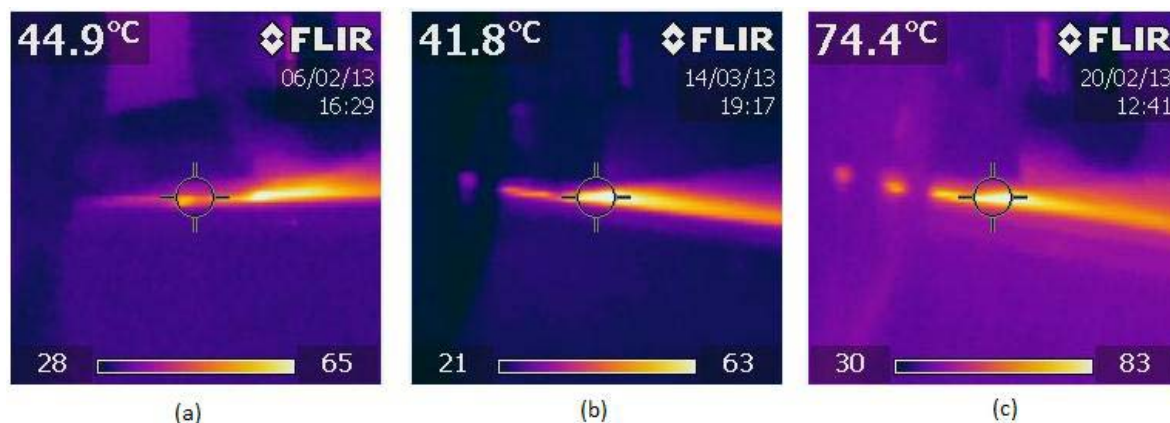 44.9°C FLIR
06/02/13
16:29
28 65
(a)
41.8°C FLIR
14/03/13
19:17
21 63
(b)
74.4°C FLIR
20/02/13
12:41
30 83
(c)